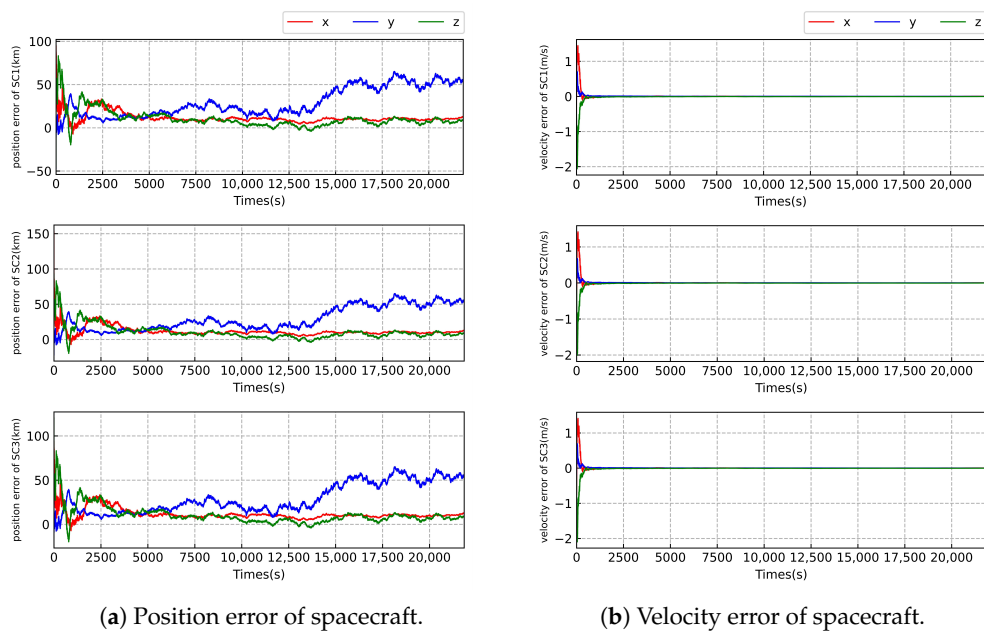 x y z
position error of SC1(km)
100
50
0
−50
0 2500 5000 7500 10,000 12,500 15,000 17,500 20,000
Times(s)
position error of SC2(km)
150
100
50
0
0 2500 5000 7500 10,000 12,500 15,000 17,500 20,000
Times(s)
position error of SC3(km)
100
50
0
0 2500 5000 7500 10,000 12,500 15,000 17,500 20,000
Times(s)
(a) Position error of spacecraft.
x y z
velocity error of SC1(m/s)
1
0
−1
−2
0 2500 5000 7500 10,000 12,500 15,000 17,500 20,000
Times(s)
velocity error of SC2(m/s)
1
0
−1
−2
0 2500 5000 7500 10,000 12,500 15,000 17,500 20,000
Times(s)
velocity error of SC3(m/s)
1
0
−1
−2
0 2500 5000 7500 10,000 12,500 15,000 17,500 20,000
Times(s)
(b) Velocity error of spacecraft.